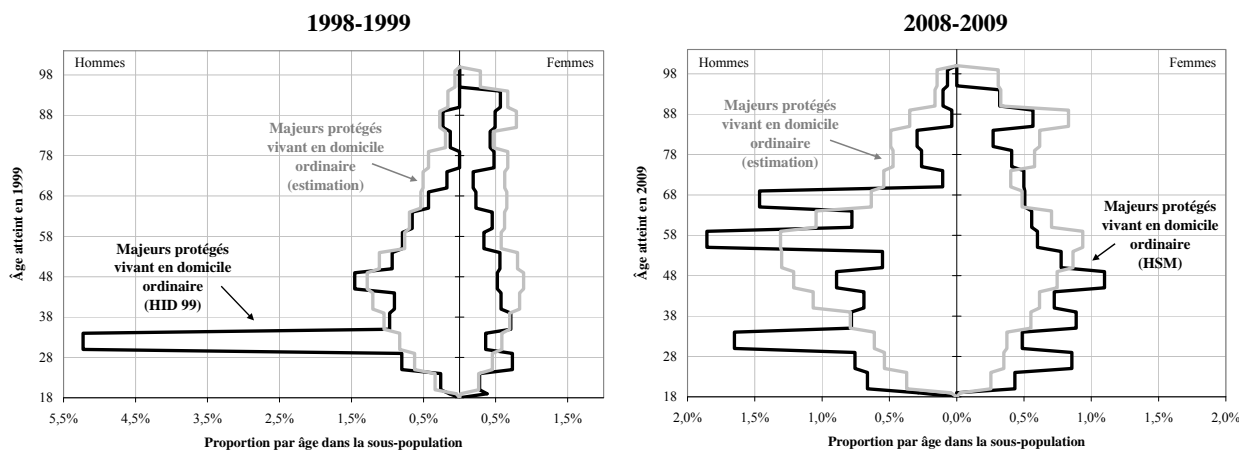 1998-1999
Hommes
Femmes
Majeurs protégés
vivant en domicile
ordinaire
(estimation)
Majeurs protégés
vivant en domicile
ordinaire
(HID 99)
Âge atteint en 1999
98
88
78
68
58
48
38
28
18
5,5% 4,5% 3,5% 2,5% 1,5% 0,5% 0,5% 1,5%
Proportion par âge dans la sous-population
2008-2009
Hommes
Femmes
Majeurs protégés
vivant en domicile
ordinaire
(estimation)
Majeurs protégés
vivant en domicile
ordinaire
(HSM)
Âge atteint en 2009
98
88
78
68
58
48
38
28
18
2,0% 1,5% 1,0% 0,5% 0,0% 0,5% 1,0% 1,5% 2,0%
Proportion par âge dans la sous-population